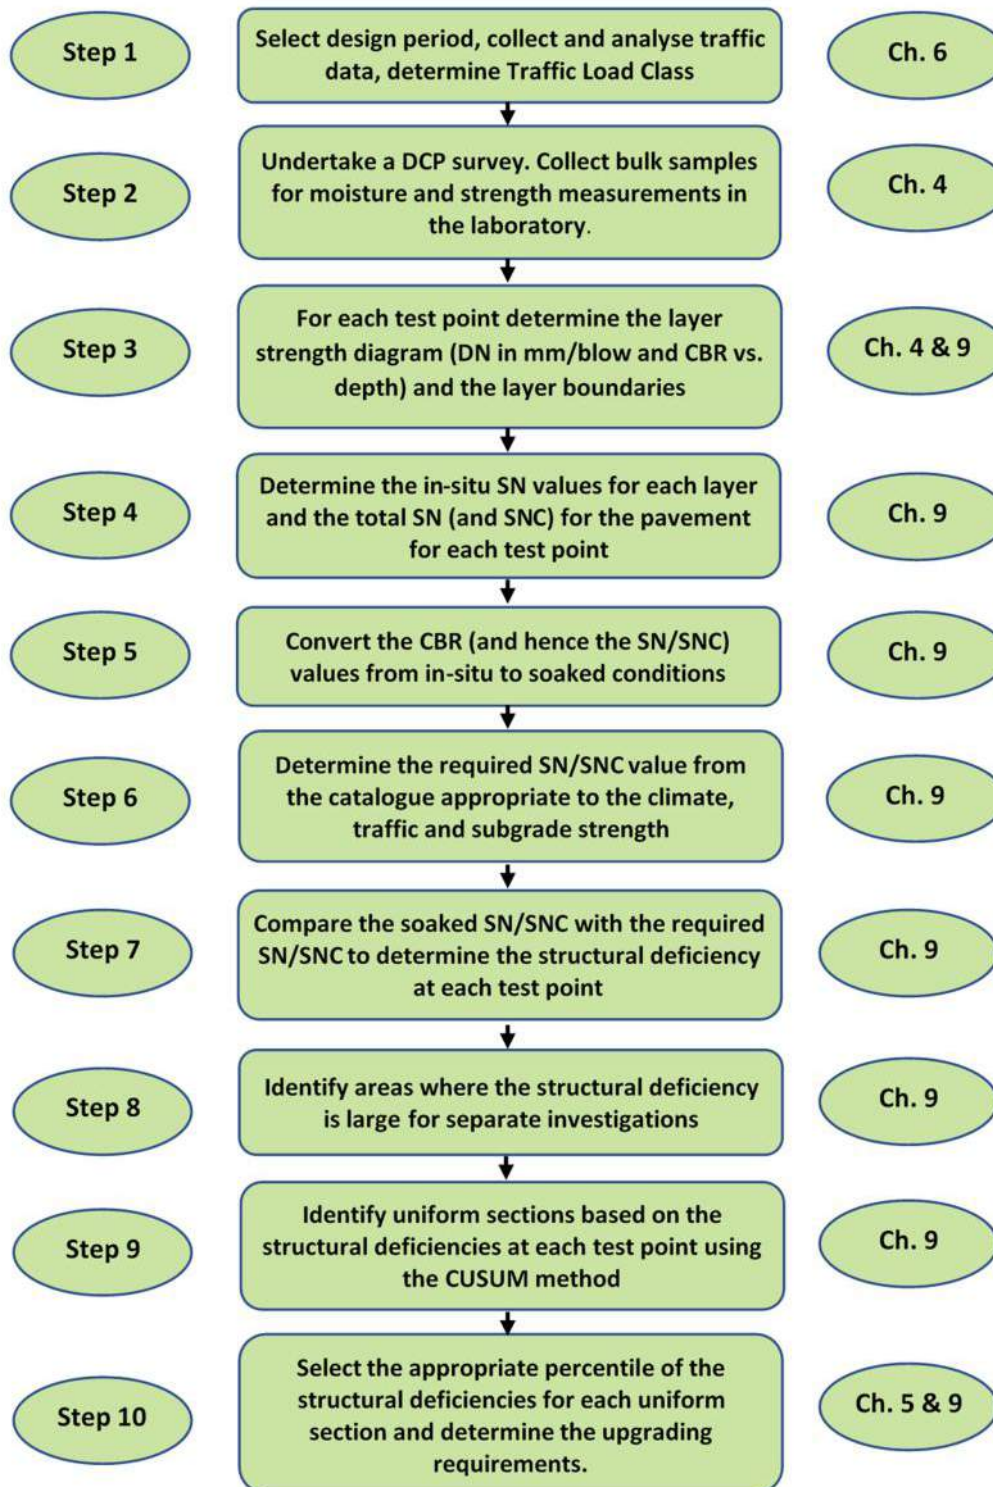 Step 1
Select design period, collect and analyse traffic
data, determine Traffic Load Class
Ch. 6
Step 2
Undertake a DCP survey. Collect bulk samples
for moisture and strength measurements in
the laboratory.
Ch. 4
Step 3
For each test point determine the layer
strength diagram (DN in mm/blow and CBR vs.
depth) and the layer boundaries
Ch. 4 & 9
Step 4
Determine the in-situ SN values for each layer
and the total SN (and SNC) for the pavement
for each test point
Ch. 9
Step 5
Convert the CBR (and hence the SN/SNC)
values from in-situ to soaked conditions
Ch. 9
Step 6
Determine the required SN/SNC value from
the catalogue appropriate to the climate,
traffic and subgrade strength
Ch. 9
Step 7
Compare the soaked SN/SNC with the required
SN/SNC to determine the structural deficiency
at each test point
Ch. 9
Step 8
Identify areas where the structural deficiency
is large for separate investigations
Ch. 9
Step 9
Identify uniform sections based on the
structural deficiencies at each test point using
the CUSUM method
Ch. 9
Step 10
Select the appropriate percentile of the
structural deficiencies for each uniform
section and determine the upgrading
requirements.
Ch. 5 & 9